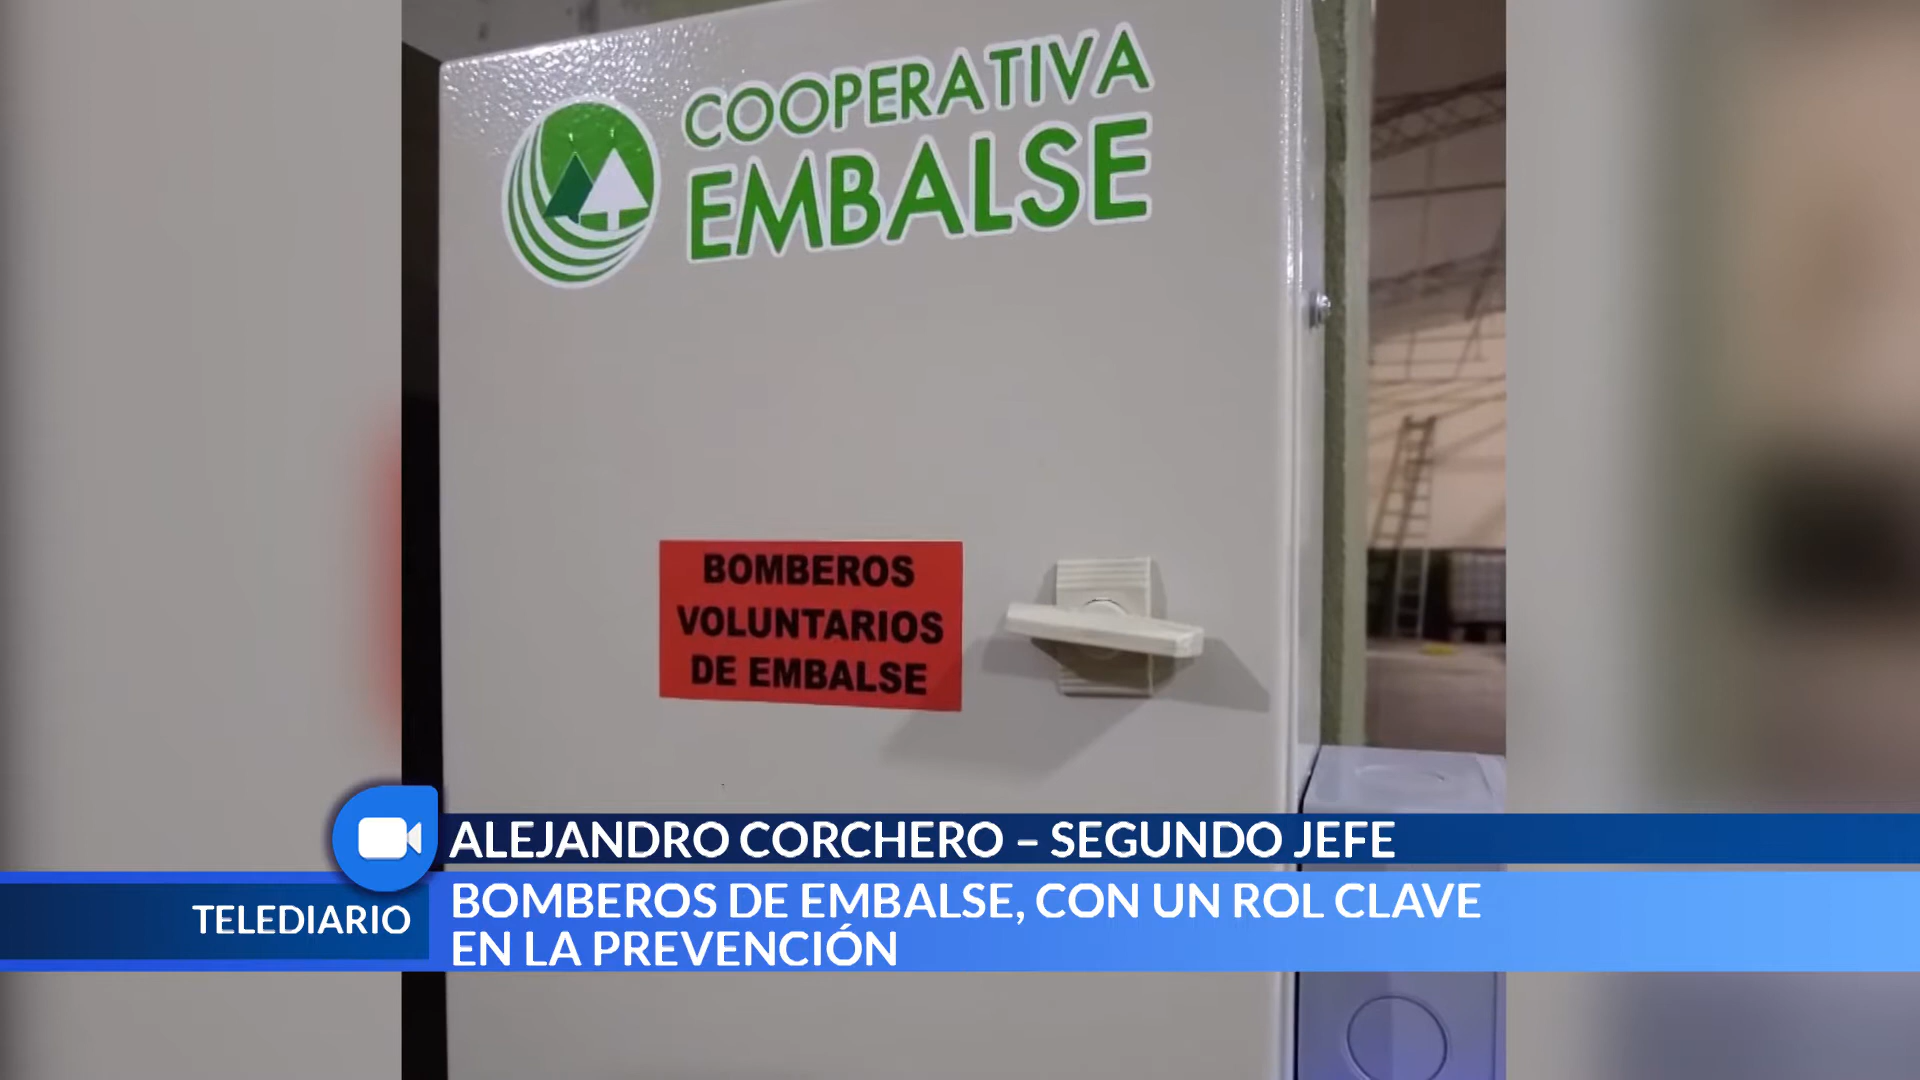 COOPERATIVA
EMBALSE
BOMBEROS
VOLUNTARIOS
DE EMBALSE
ALEJANDRO CORCHERO – SEGUNDO JEFE
TELEDIARIO
BOMBEROS DE EMBALSE, CON UN ROL CLAVE
EN LA PREVENCIÓN